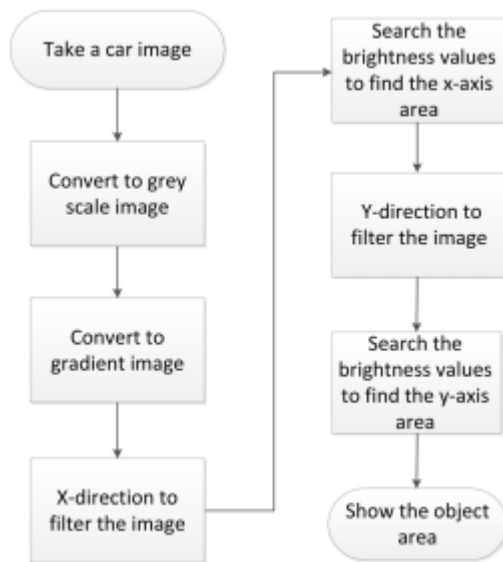 Take a car image
Convert to grey
scale image
Convert to
gradient image
X-direction to
filter the image
Search the
brightness values
to find the x-axis
area
Y-direction to
filter the image
Search the
brightness values
to find the y-axis
area
Show the object
area